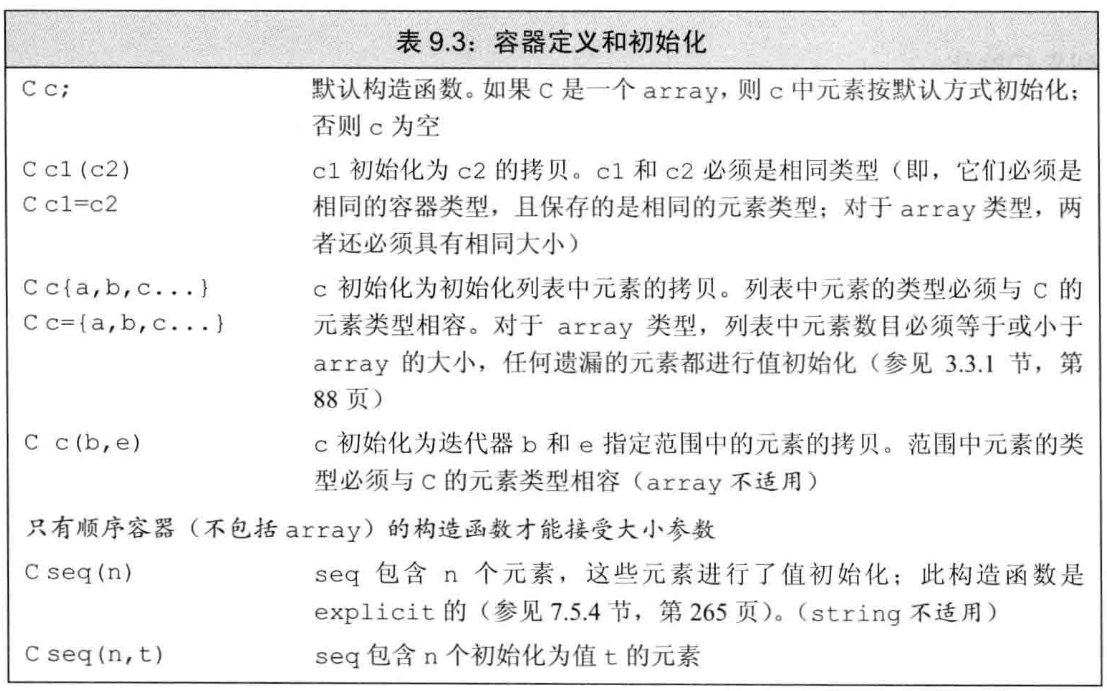 表 9.3：容器定义和初始化
C c; 默认构造函数。如果 C 是一个 array，则 c 中元素按默认方式初始化；
否则 c 为空
C c1(c2) c1 初始化为 c2 的拷贝。c1 和 c2 必须是相同类型（即，它们必须是
C c1=c2 相同的容器类型，且保存的是相同的元素类型；对于 array 类型，两
者还必须具有相同大小）
C c{a,b,c...} c 初始化为初始化列表中元素的拷贝。列表中元素的类型必须与 C 的
C c={a,b,c...} 元素类型相容。对于 array 类型，列表中元素数目必须等于或小于
array 的大小，任何遗漏的元素都进行值初始化（参见 3.3.1 节，第
88 页）
C c(b,e) c 初始化为迭代器 b 和 e 指定范围中的元素的拷贝。范围中元素的类
型必须与 C 的元素类型相容（array 不适用）
只有顺序容器（不包括 array）的构造函数才能接受大小参数
C seq(n) seq 包含 n 个元素，这些元素进行了值初始化；此构造函数是
explicit 的（参见 7.5.4 节，第 265 页）。（string 不适用）
C seq(n,t) seq 包含 n 个初始化为值 t 的元素